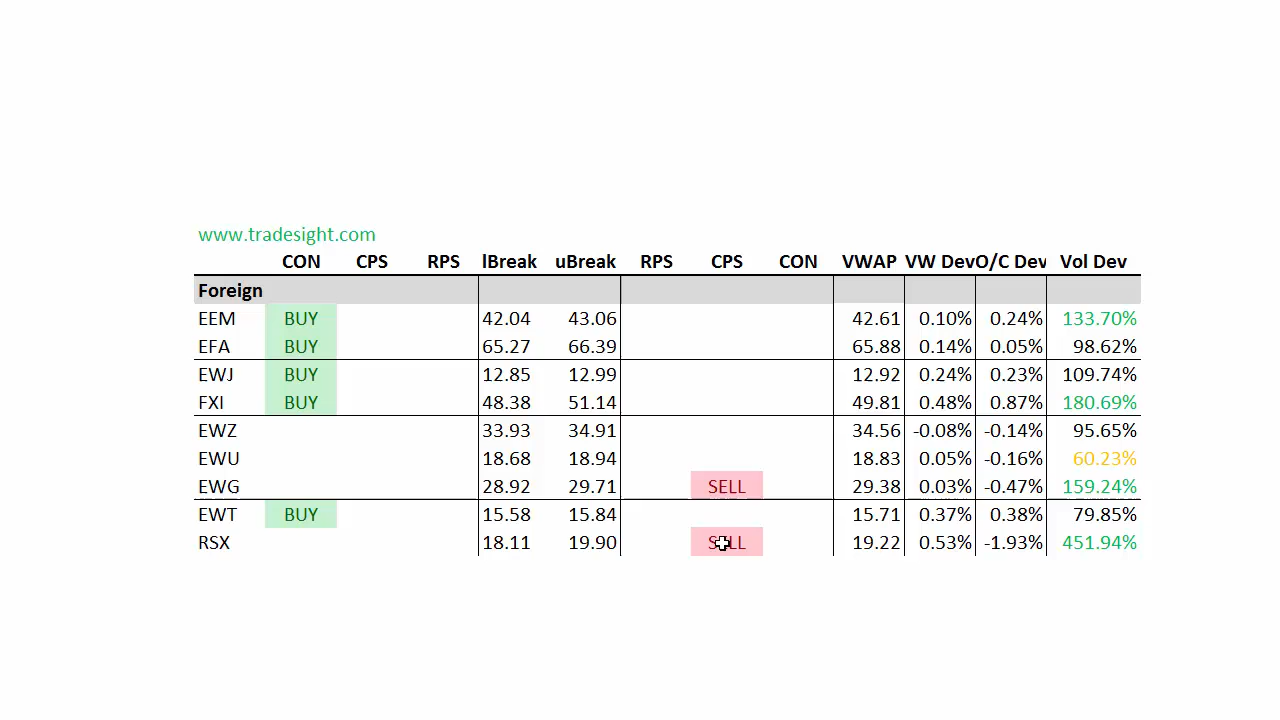 www.tradesight.com
CON CPS RPS lBreak uBreak RPS CPS CON VWAP VW Dev O/C Dev Vol Dev
Foreign
EEM BUY 42.04 43.06 42.61 0.10% 0.24% 133.70%
EFA BUY 65.27 66.39 65.88 0.14% 0.05% 98.62%
EWJ BUY 12.85 12.99 12.92 0.24% 0.23% 109.74%
FXI BUY 48.38 51.14 49.81 0.48% 0.87% 180.69%
EWZ 33.93 34.91 34.56 -0.08% -0.14% 95.65%
EWU 18.68 18.94 18.83 0.05% -0.16% 60.23%
EWG 28.92 29.71 SELL 29.38 0.03% -0.47% 159.24%
EWT BUY 15.58 15.84 15.71 0.37% 0.38% 79.85%
RSX 18.11 19.90 SELL 19.22 0.53% -1.93% 451.94%